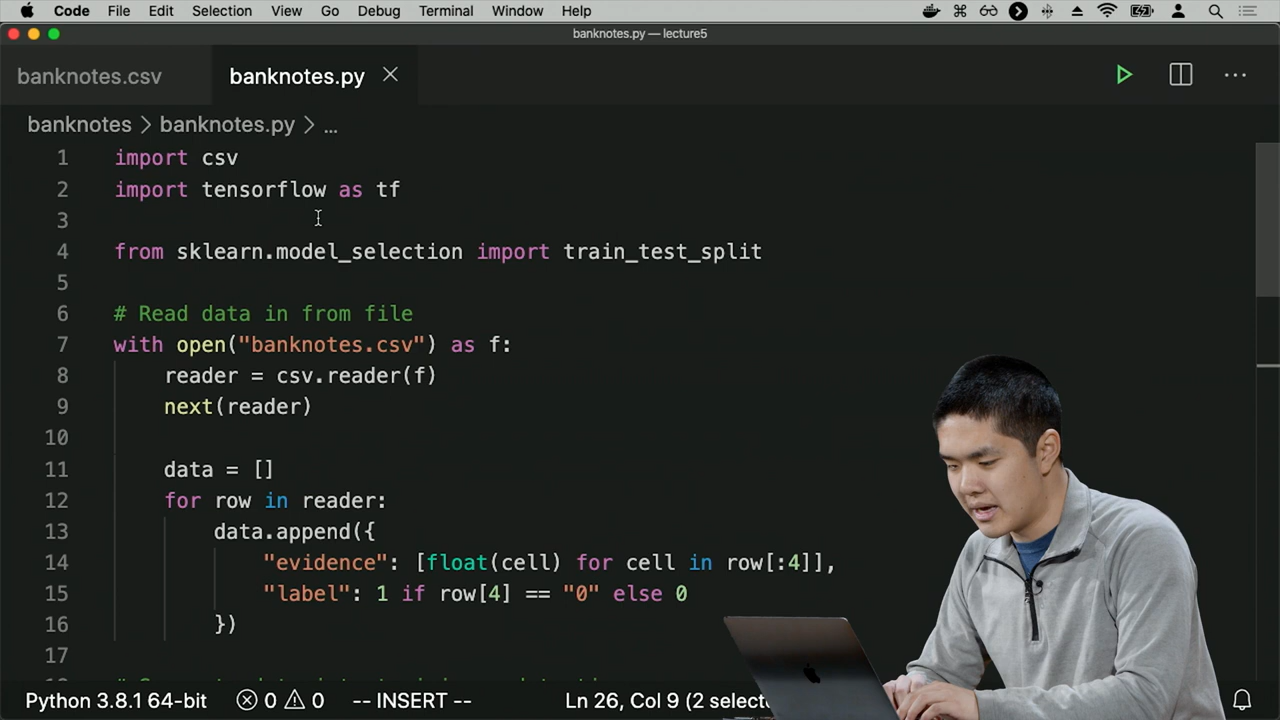 Code File Edit Selection View Go Debug Terminal Window Help
banknotes.py — lecture5
banknotes.csv banknotes.py
banknotes > banknotes.py > ...
1 import csv
2 import tensorflow as tf
3
4 from sklearn.model_selection import train_test_split
5
6 # Read data in from file
7 with open("banknotes.csv") as f:
8 reader = csv.reader(f)
9 next(reader)
10
11 data = []
12 for row in reader:
13 data.append({
14 "evidence": [float(cell) for cell in row[:4]],
15 "label": 1 if row[4] == "0" else 0
16 })
17
Python 3.8.1 64-bit 0 0 -- INSERT -- Ln 26, Col 9 (2 selected